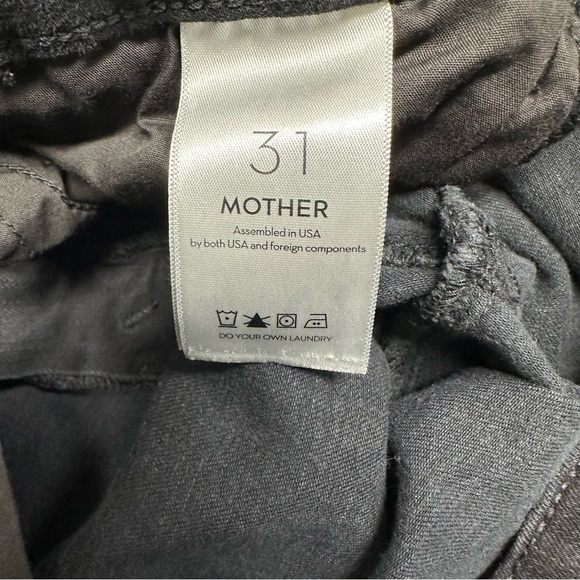 31
MOTHER
Assembled in USA
by both USA and foreign components
DO YOUR OWN LAUNDRY